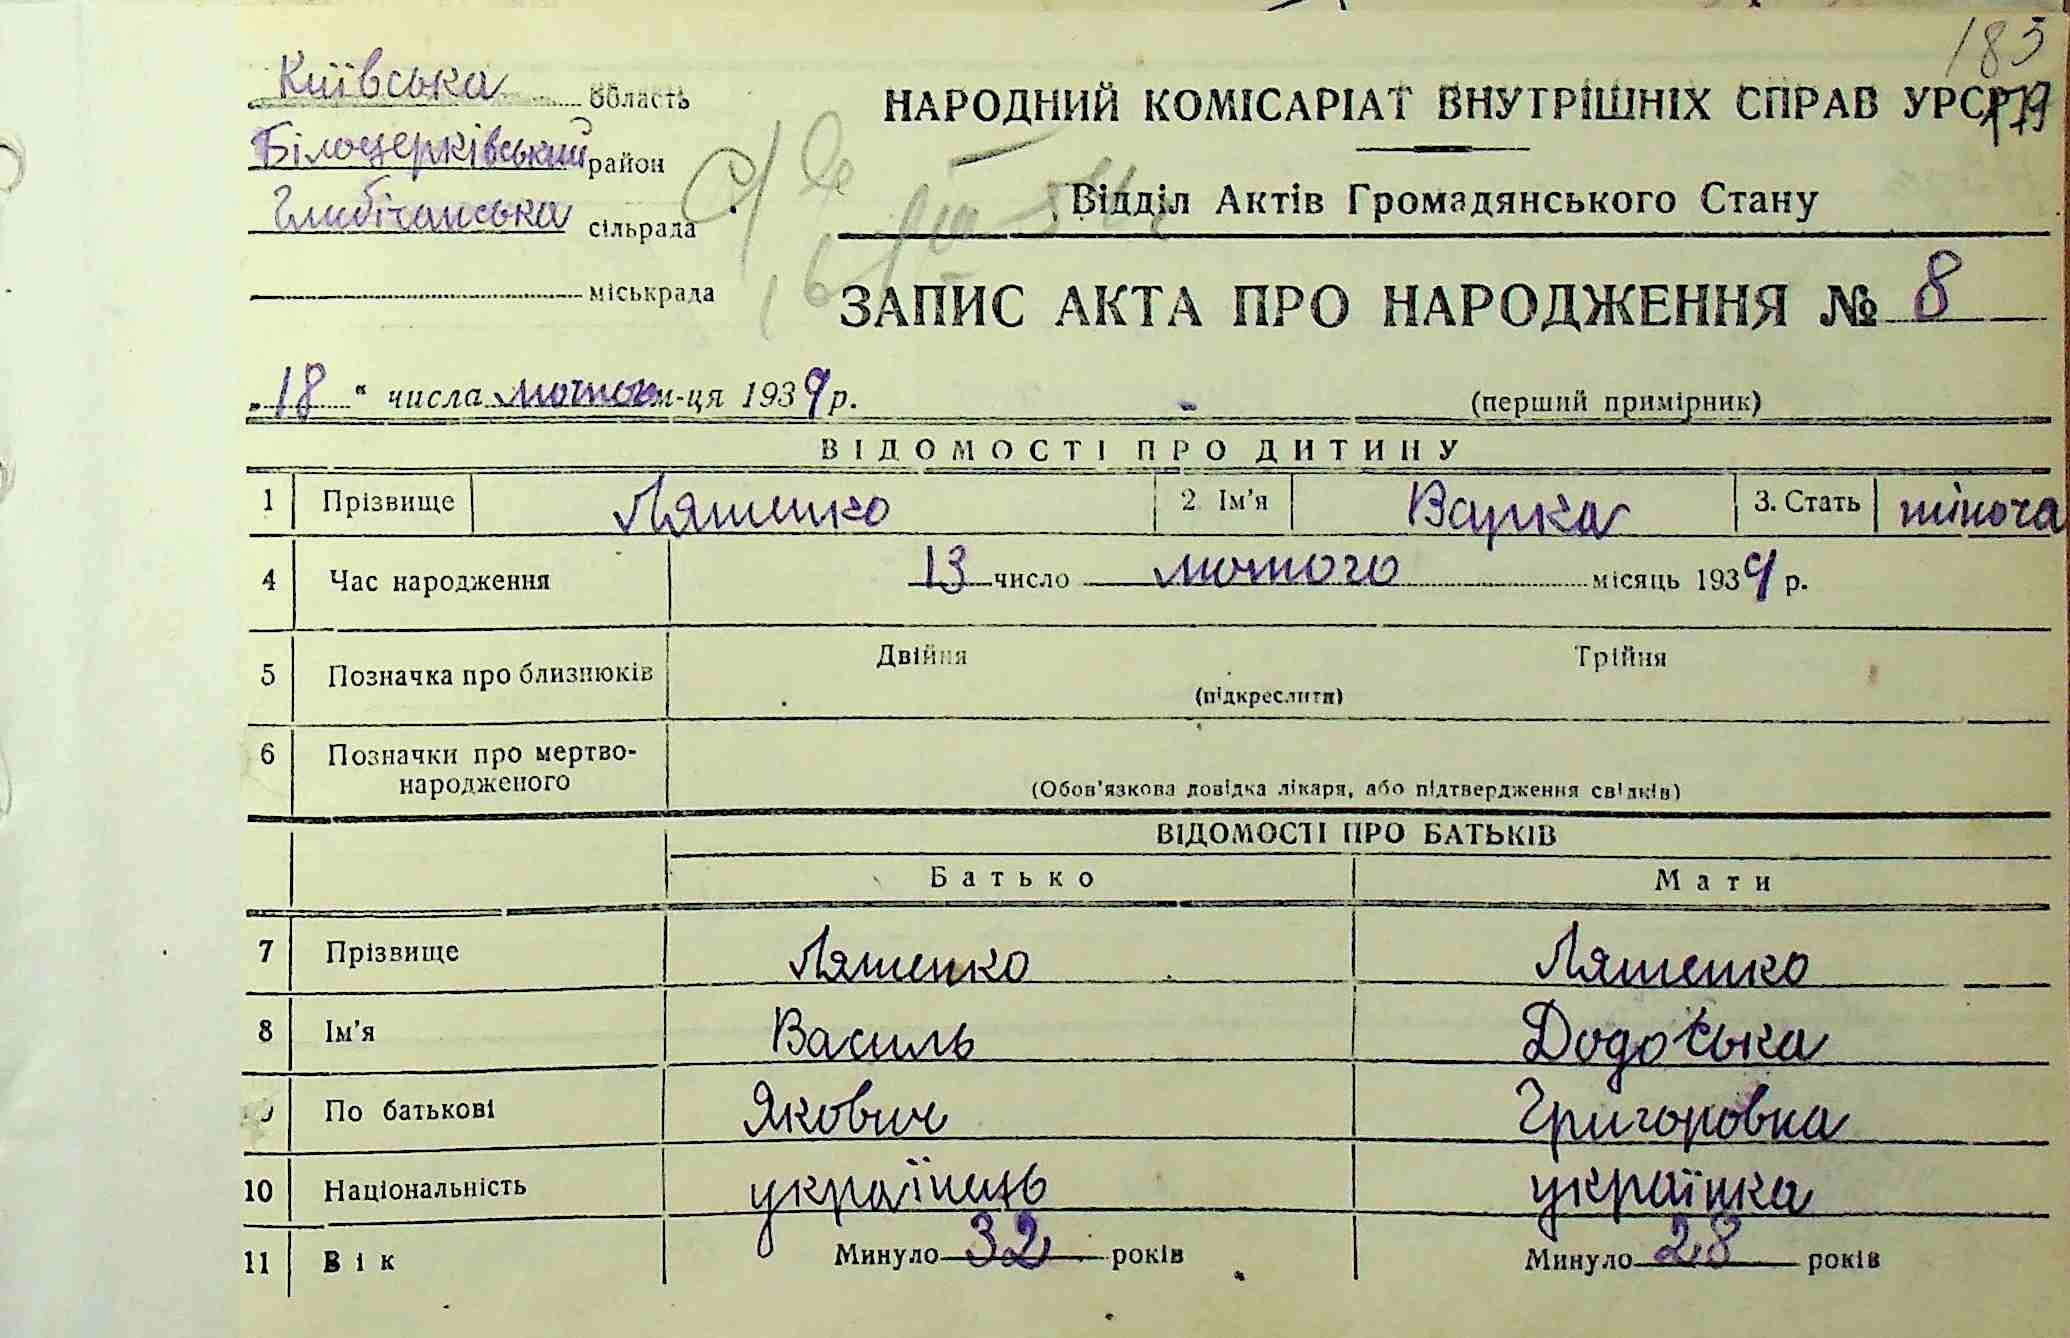 183
179
Київська область
Білоцерківський район
Глибічанська сільрада
міськрада
НАРОДНИЙ КОМІСАРІАТ ВНУТРІШНІХ СПРАВ УРСР
Відділ Актів Громадянського Стану
ЗАПИС АКТА ПРО НАРОДЖЕННЯ № 8
„18“ числа лютого м-ця 1939 р.
(перший примірник)
ВІДОМОСТІ ПРО ДИТИНУ
1 Прізвище Ляшенко 2 Ім'я Варка 3. Стать жіноча
4 Час народження 13 число лютого місяць 1939 р.
5 Позначка про близнюків Двійня Трійня
(підкреслити)
6 Позначки про мертво-
народженого
(Обов'язкова довідка лікаря, або підтвердження свідків)
ВІДОМОСТІ ПРО БАТЬКІВ
Батько Мати
7 Прізвище Ляшенко Ляшенко
8 Ім'я Василь Додоська
9 По батькові Якович Григоровна
10 Національність українець українка
11 Вік Минуло 32 років Минуло 28 років